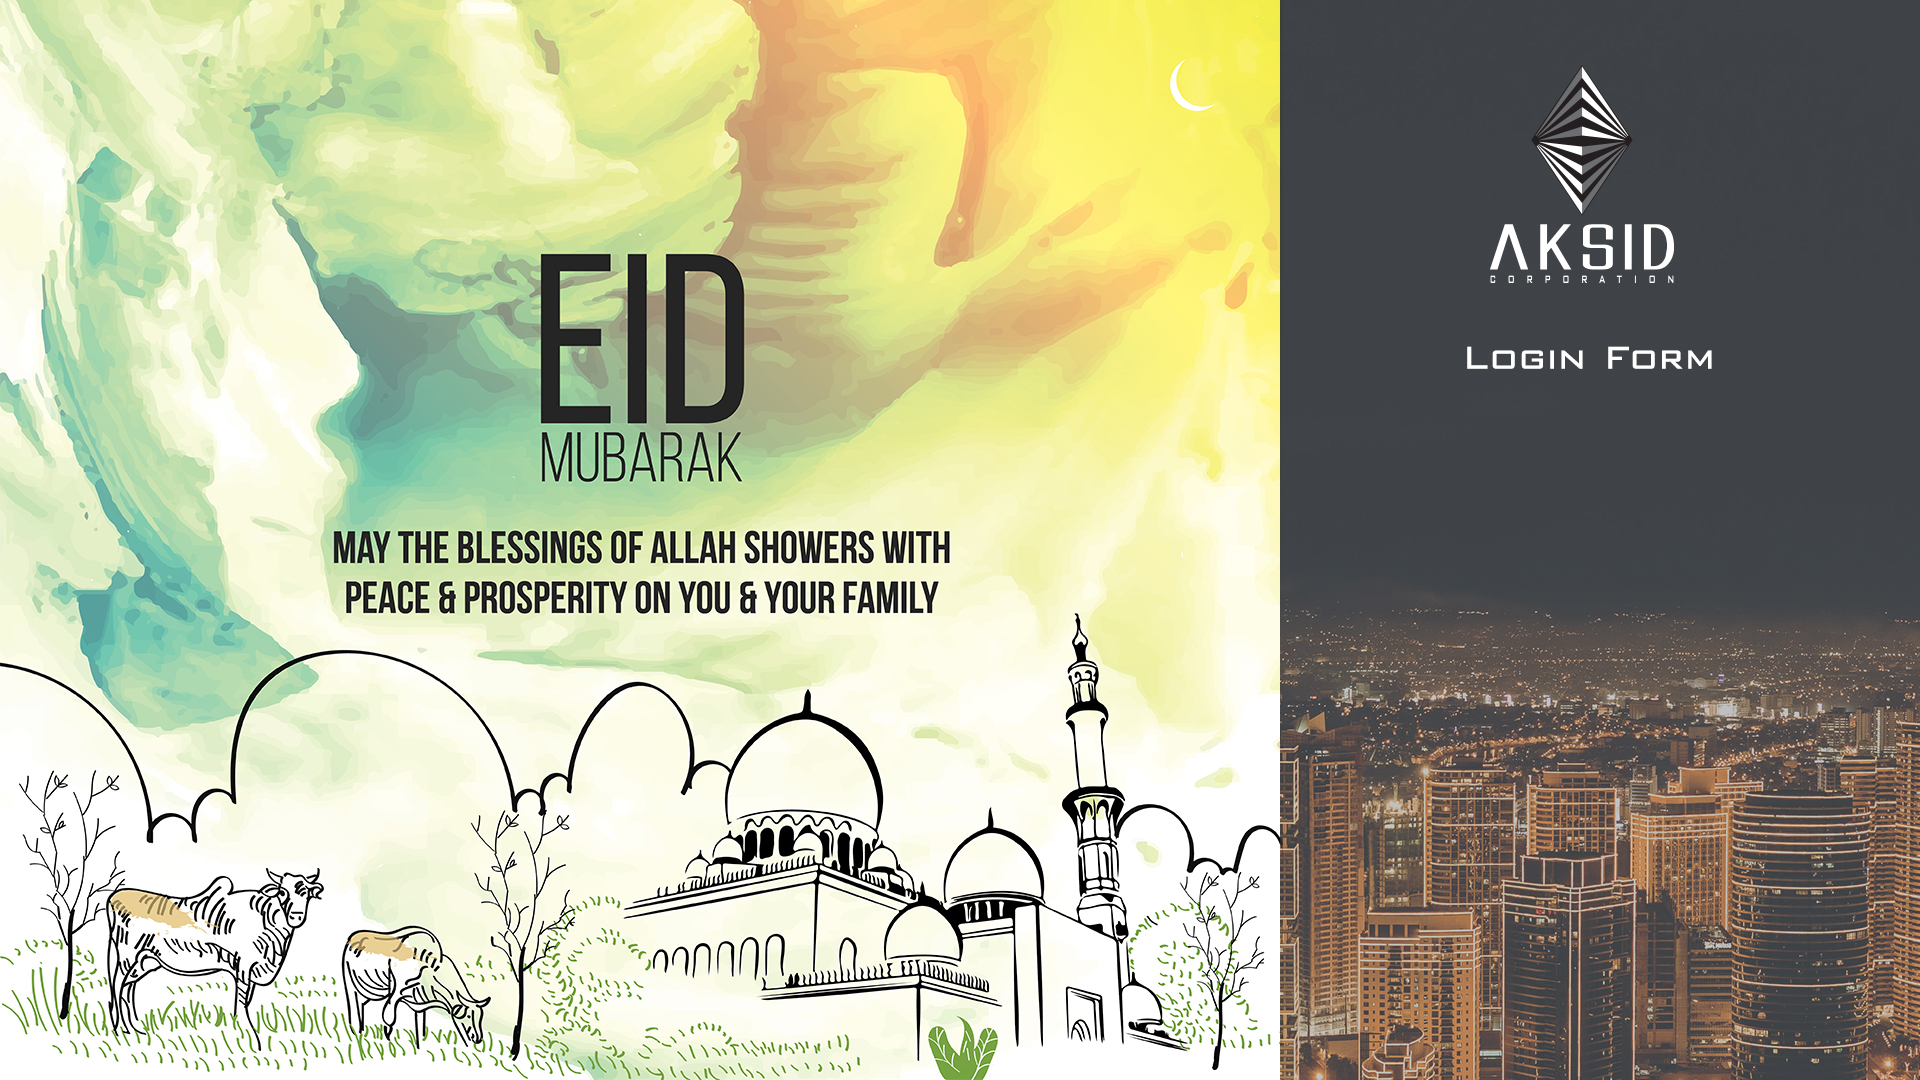 EID
MUBARAK
MAY THE BLESSINGS OF ALLAH SHOWERS WITH
PEACE & PROSPERITY ON YOU & YOUR FAMILY
AKSID
CORPORATION
Login Form